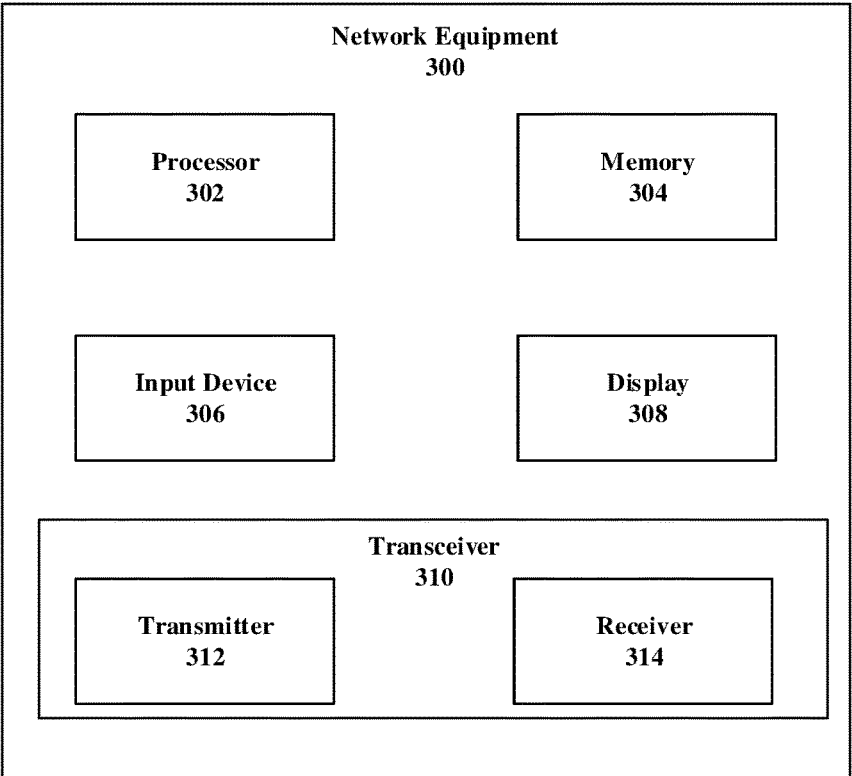 Network Equipment
300
Processor
302
Memory
304
Input Device
306
Display
308
Transceiver
310
Transmitter
312
Receiver
314